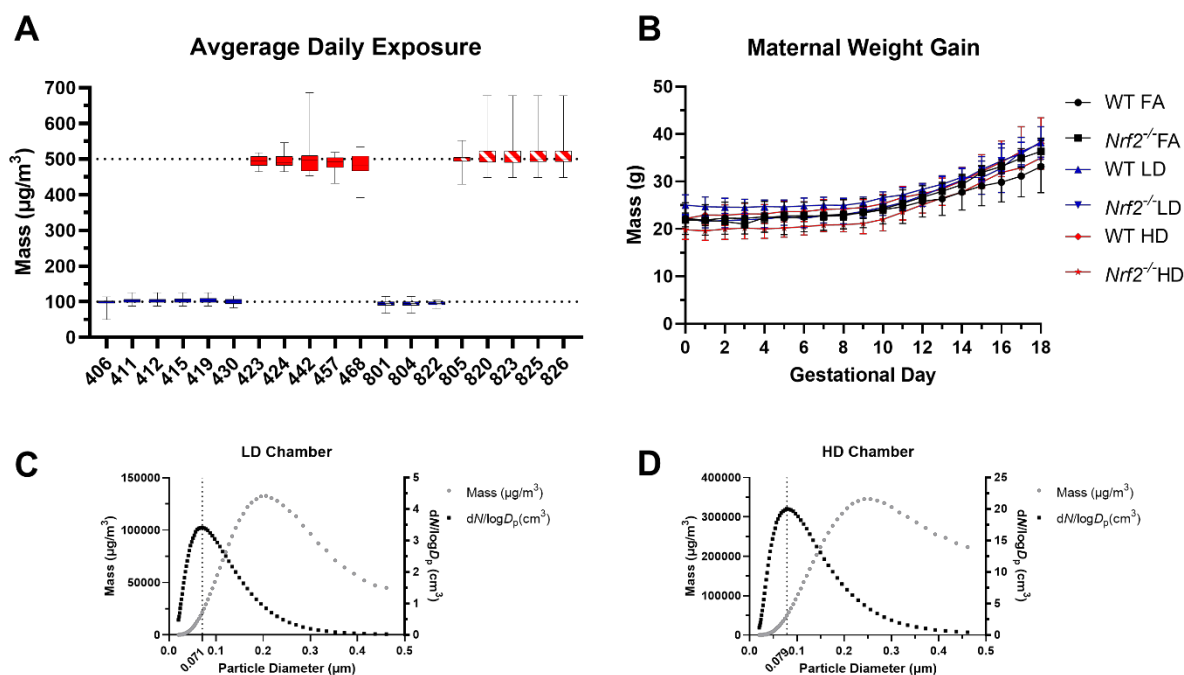 A
Avgerage Daily Exposure
Mass (µg/m³)
700
600
500
400
300
200
100
0
406 411 412 415 419 430 423 424 442 457 468 801 804 822 805 820 823 825 826
B
Maternal Weight Gain
Mass (g)
50
40
30
20
10
0
0 2 4 6 8 10 12 14 16 18
Gestational Day
WT FA
Nrf2⁻/⁻FA
WT LD
Nrf2⁻/⁻LD
WT HD
Nrf2⁻/⁻HD
C
LD Chamber
Mass (µg/m³)
150000
100000
50000
0
0.0 0.071 0.1 0.2 0.3 0.4 0.5
Particle Diameter (µm)
5
4
3
2
1
0
dN/logDp (cm³)
Mass (µg/m³)
dN/logDp(cm³)
D
HD Chamber
Mass (µg/m³)
400000
300000
200000
100000
0
0.0 0.079 0.1 0.2 0.3 0.4 0.5
Particle Diameter (µm)
25
20
15
10
5
0
dN/logDp (cm³)
Mass (µg/m³)
dN/logDp(cm³)